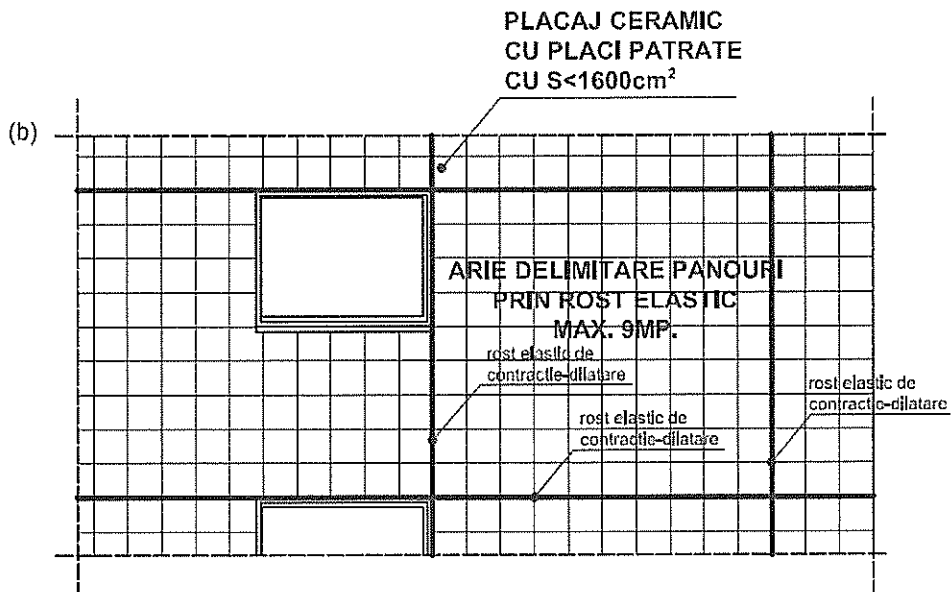 PLACAJ CERAMIC
CU PLACI PATRATE
CU S<1600cm²
(b)
ARIE DELIMITARE PANOURI
PRIN ROST ELASTIC
MAX. 9MP.
rost elastic de
contractie-dilatare
rost elastic de
contractie-dilatare
rost elastic de
contractie-dilatare